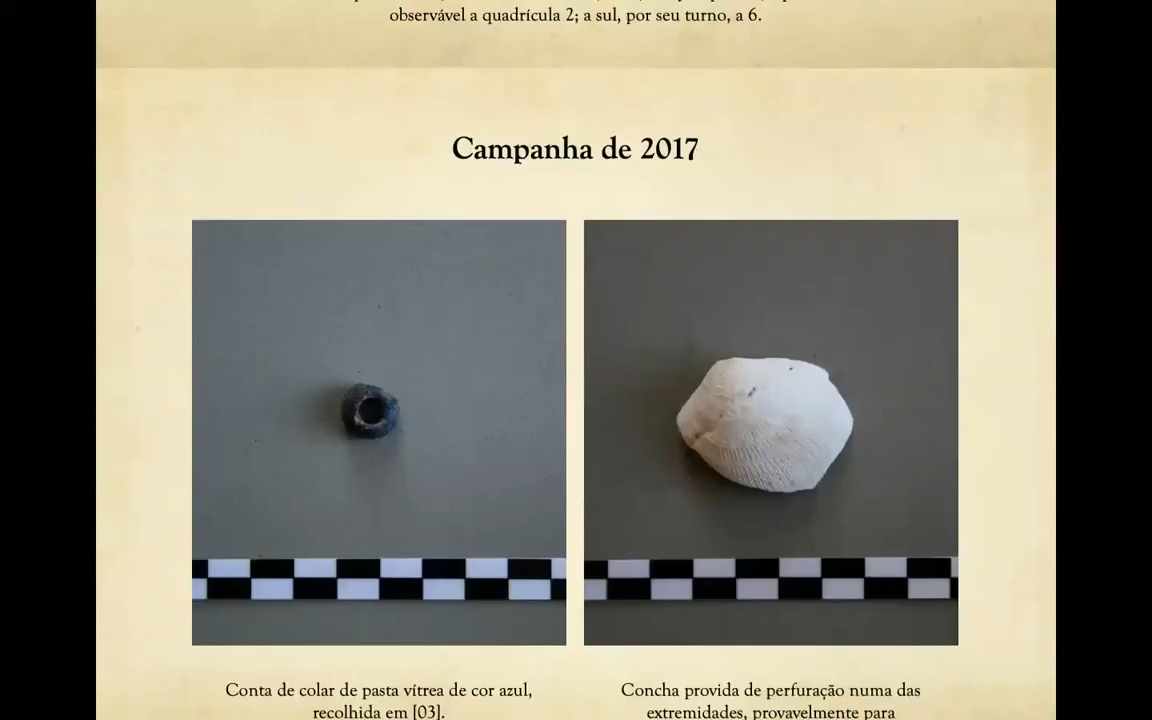 observável a quadrícula 2; a sul, por seu turno, a 6.
Campanha de 2017
Conta de colar de pasta vítrea de cor azul,
recolhida em [03].
Concha provida de perfuração numa das
extremidades, provavelmente para